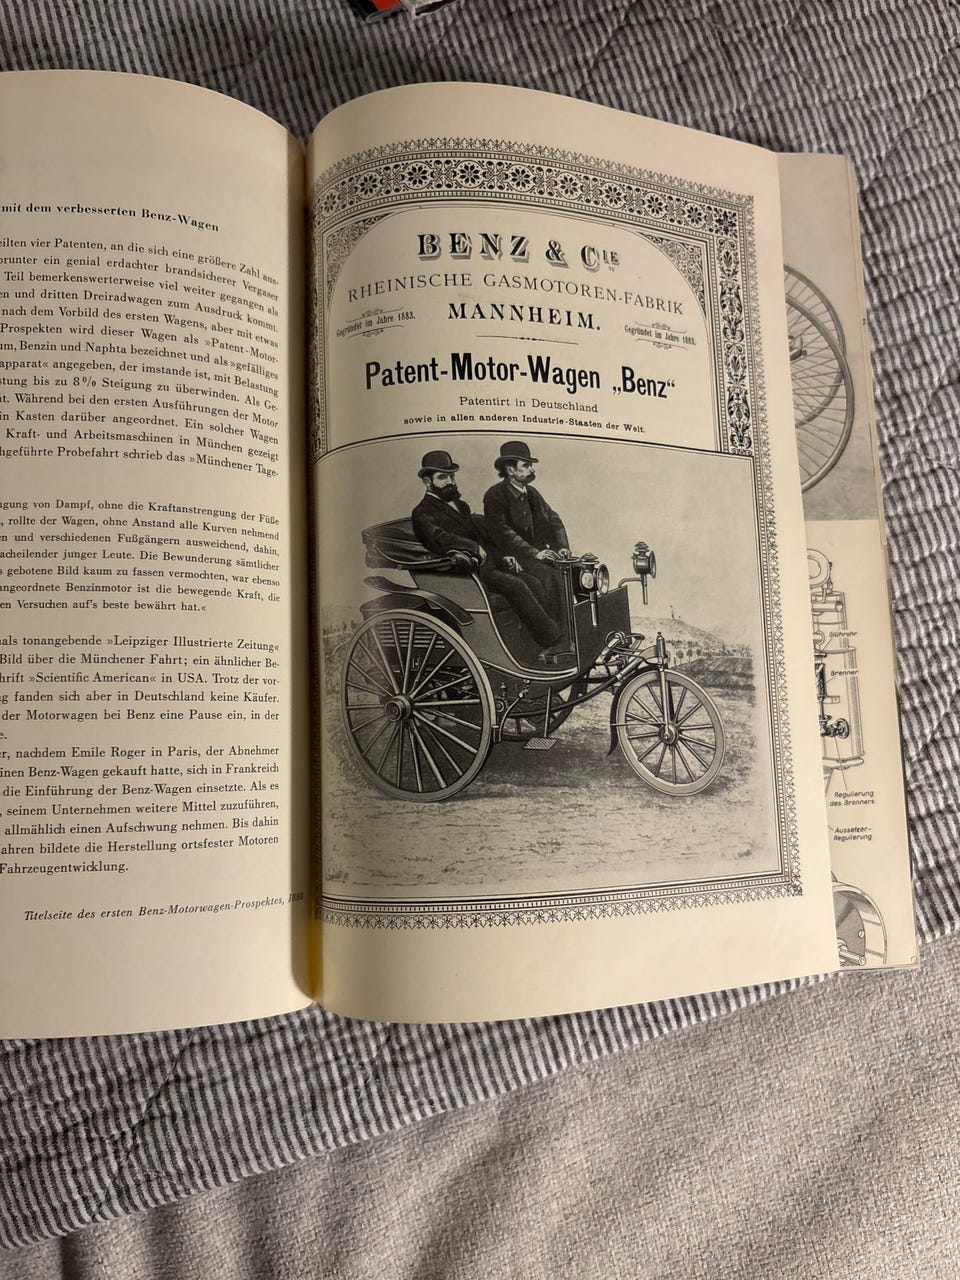 mit dem verbesserten Benz-Wagen
eilten vier Patenten, an die sich eine größere Zahl aus-
runter ein genial erdachter brandsicherer Vergaser
Teil bemerkenswerterweise viel weiter gegangen als
en und dritten Dreiradwagen zum Ausdruck kommt.
nach dem Vorbild des ersten Wagens, aber mit etwas
Prospekten wird dieser Wagen als »Patent-Motor-
um, Benzin und Naphta bezeichnet und als »gefälliges
apparat« angegeben, der imstande ist, mit Belastung
stung bis zu 8% Steigung zu überwinden. Als Ge-
t. Während bei den ersten Ausführungen der Motor
in Kasten darüber angeordnet. Ein solcher Wagen
Kraft- und Arbeitsmaschinen in München gezeigt
hgeführte Probefahrt schrieb das »Münchener Tage-
gung von Dampf, ohne die Kraftanstrengung der Füße
, rollte der Wagen, ohne Anstand alle Kurven nehmend
en und verschiedenen Fußgängern ausweichend, dahin,
acheilender junger Leute. Die Bewunderung sämtlicher
s gebotene Bild kaum zu fassen vermochten, war ebenso
angeordnete Benzinmotor ist die bewegende Kraft, die
en Versuchen auf's beste bewährt hat.«
als tonangebende »Leipziger Illustrierte Zeitung«
Bild über die Münchener Fahrt; ein ähnlicher Be-
hrift »Scientific American« in USA. Trotz der vor-
g fanden sich aber in Deutschland keine Käufer.
der Motorwagen bei Benz eine Pause ein, in der
e.
er, nachdem Emile Roger in Paris, der Abnehmer
inen Benz-Wagen gekauft hatte, sich in Frankreich
die Einführung der Benz-Wagen einsetzte. Als es
, seinem Unternehmen weitere Mittel zuzuführen,
allmählich einen Aufschwung nehmen. Bis dahin
ahren bildete die Herstellung ortsfester Motoren
Fahrzeugentwicklung.
Titelseite des ersten Benz-Motorwagen-Prospektes, 1888
BENZ & CIE
RHEINISCHE GASMOTOREN-FABRIK
MANNHEIM.
Gegründet im Jahre 1883.
Gegründet im Jahre 1883.
Patent-Motor-Wagen „Benz“
Patentirt in Deutschland
sowie in allen anderen Industrie-Staaten der Welt.
Glührohr
Brenner
Regulierung
des Brenners
Aussetzer-
Regulierung